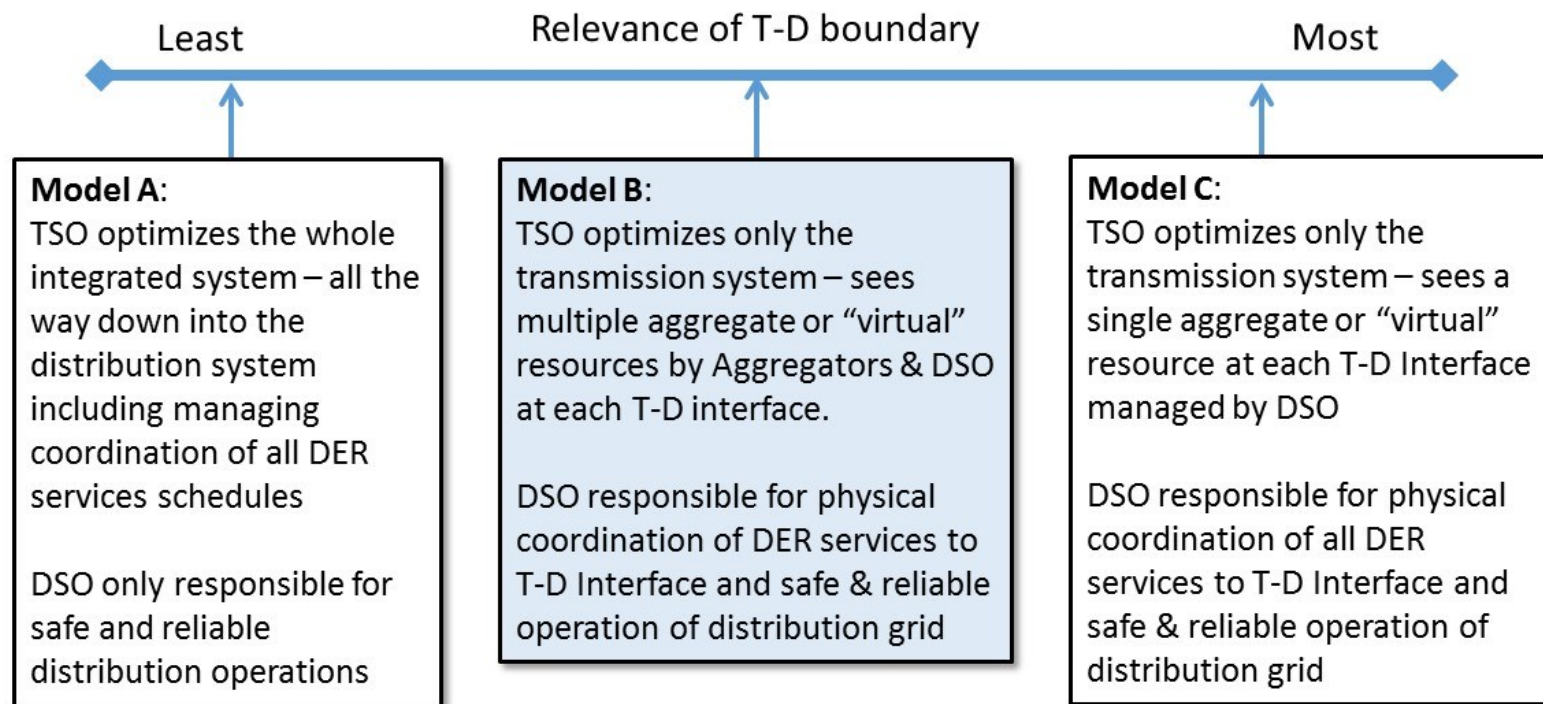 Least
Relevance of T-D boundary
Most
Model A:
TSO optimizes the whole
integrated system – all the
way down into the
distribution system
including managing
coordination of all DER
services schedules
DSO only responsible for
safe and reliable
distribution operations
Model B:
TSO optimizes only the
transmission system – sees
multiple aggregate or “virtual”
resources by Aggregators & DSO
at each T-D interface.
DSO responsible for physical
coordination of DER services to
T-D Interface and safe & reliable
operation of distribution grid
Model C:
TSO optimizes only the
transmission system – sees a
single aggregate or “virtual”
resource at each T-D Interface
managed by DSO
DSO responsible for physical
coordination of all DER
services to T-D Interface and
safe & reliable operation of
distribution grid